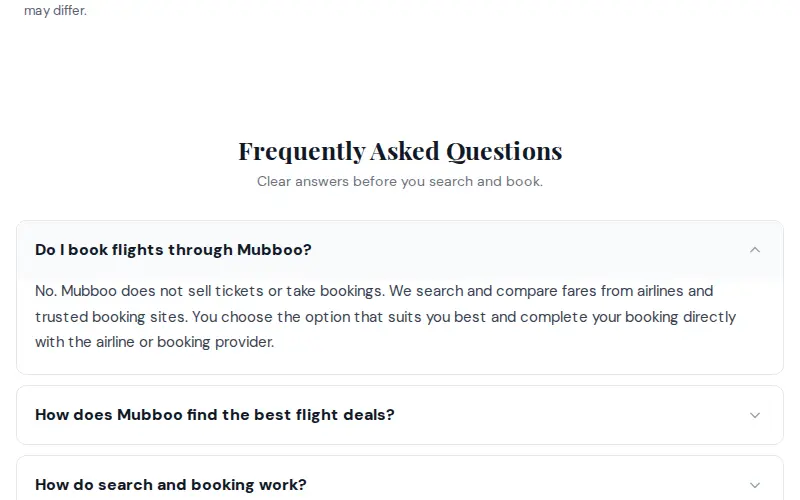 may differ.
Frequently Asked Questions
Clear answers before you search and book.
Do I book flights through Mubboo?
No. Mubboo does not sell tickets or take bookings. We search and compare fares from airlines and
trusted booking sites. You choose the option that suits you best and complete your booking directly
with the airline or booking provider.
How does Mubboo find the best flight deals?
How do search and booking work?